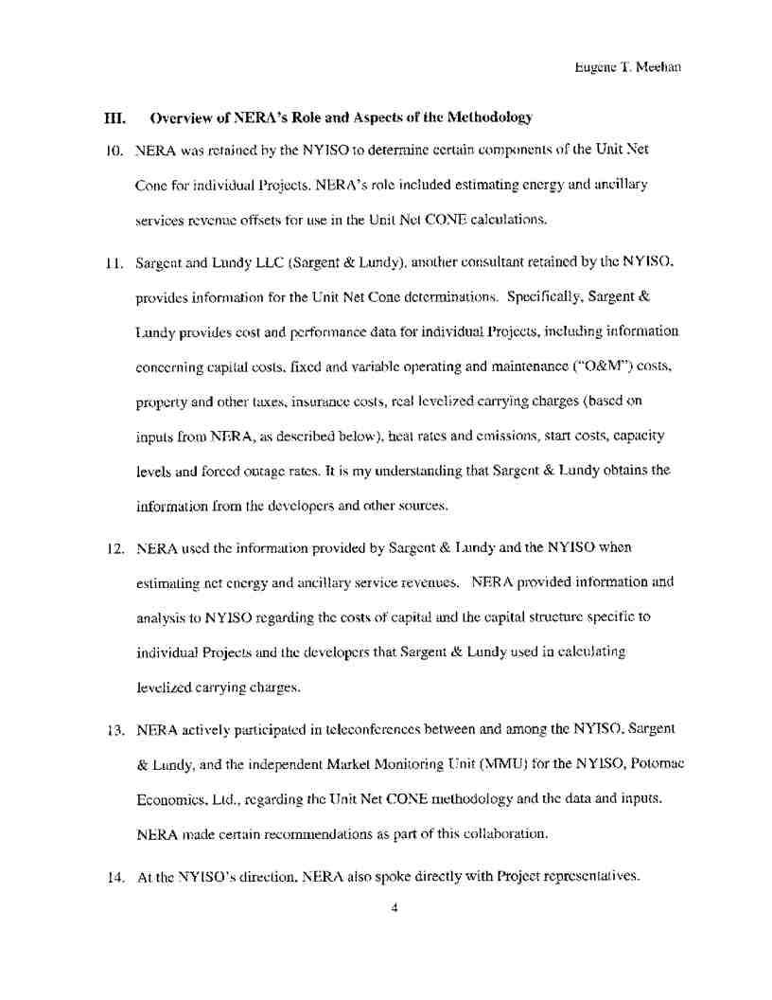 Eugene T. Meehan
III. Overview of NERA's Role and Aspects of the Methodology
10. NERA was retained by the NYISO to determine certain components of the Unit Net
Cone for individual Projects. NERA's role included estimating energy and ancillary
services revenue offsets for use in the Unit Net CONE calculations.
11. Sargent and Lundy LLC (Sargent & Lundy), another consultant retained by the NYISO,
provides information for the Unit Net Cone determinations. Specifically, Sargent &
Lundy provides cost and performance data for individual Projects, including information
concerning capital costs, fixed and variable operating and maintenance ("O&M") costs,
property and other taxes, insurance costs, real levelized carrying charges (based on
inputs from NERA, as described below), heat rates and emissions, start costs, capacity
levels and forced outage rates. It is my understanding that Sargent & Lundy obtains the
information from the developers and other sources.
12. NERA used the information provided by Sargent & Lundy and the NYISO when
estimating net energy and ancillary service revenues. NERA provided information and
analysis to NYISO regarding the costs of capital and the capital structure specific to
individual Projects and the developers that Sargent & Lundy used in calculating
levelized carrying charges.
13. NERA actively participated in teleconferences between and among the NYISO, Sargent
& Lundy, and the independent Market Monitoring Unit (MMU) for the NYISO, Potomac
Economics, Ltd., regarding the Unit Net CONE methodology and the data and inputs.
NERA made certain recommendations as part of this collaboration.
14. At the NYISO's direction, NERA also spoke directly with Project representatives.
4